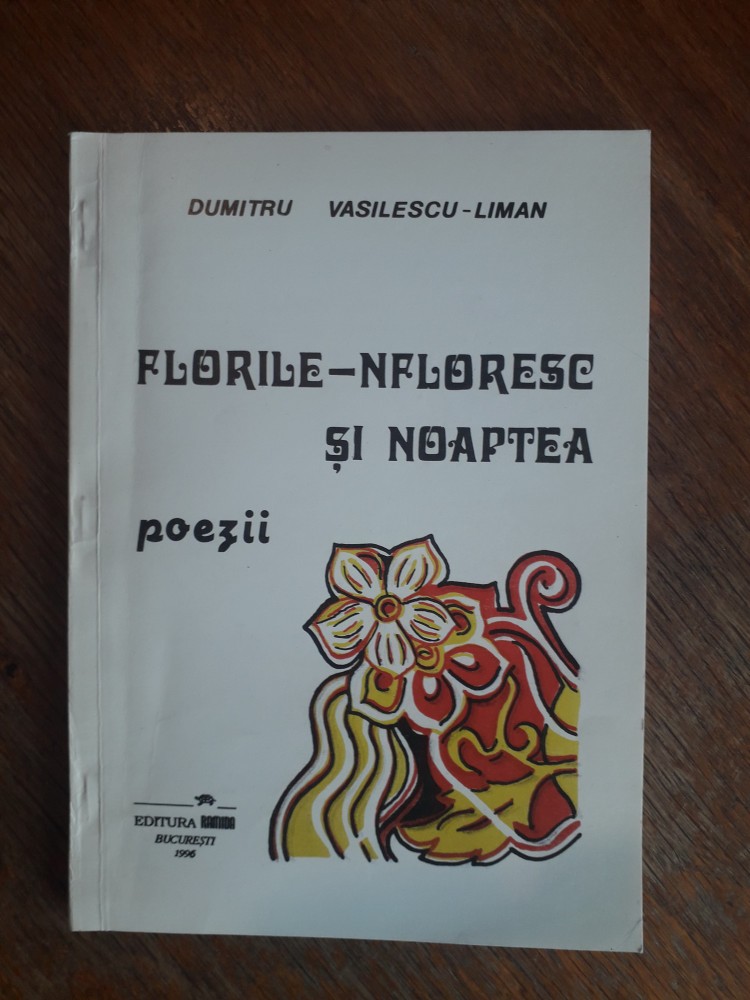 DUMITRU VASILESCU-LIMAN
FLORILE-NFLORESC
ȘI NOAPTEA
poezii
EDITURA RAMIDA
BUCUREȘTI
1996